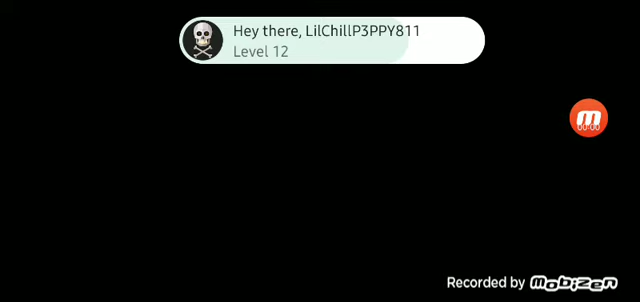 Hey there, LilChillP3PPY811
Level 12
m
00:00
Recorded by Mobizen